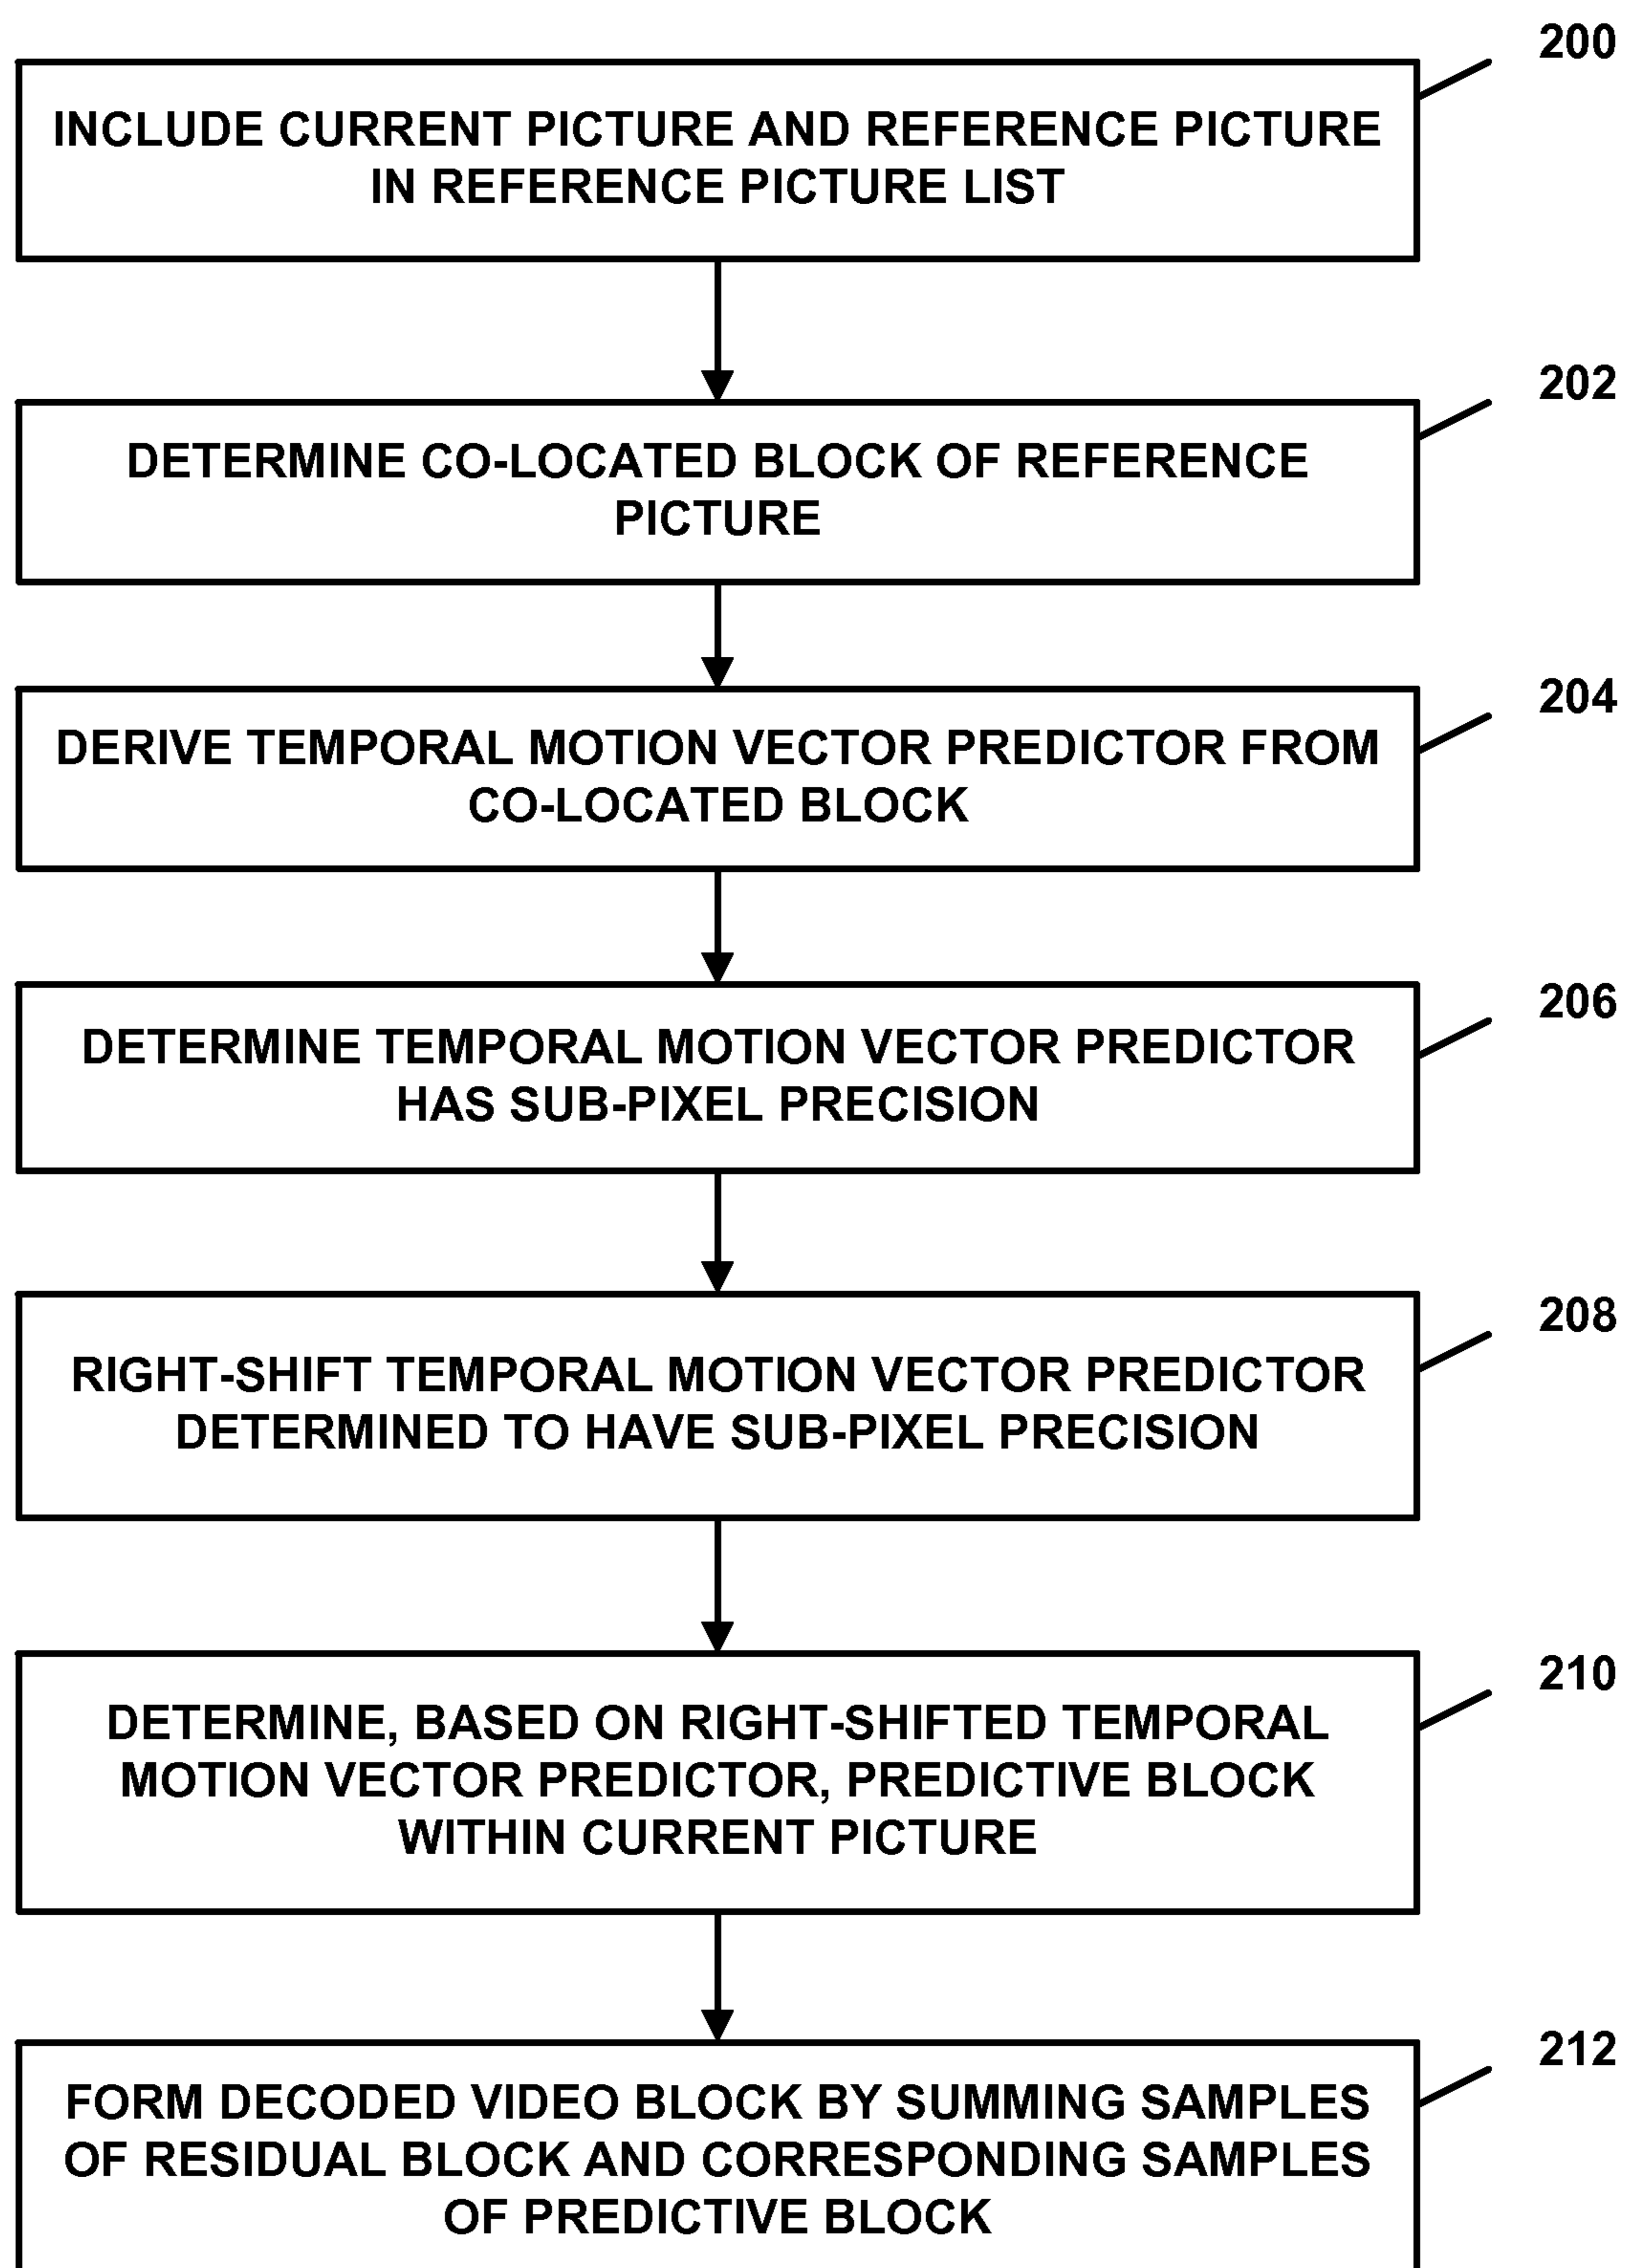 200
INCLUDE CURRENT PICTURE AND REFERENCE PICTURE
IN REFERENCE PICTURE LIST
202
DETERMINE CO-LOCATED BLOCK OF REFERENCE
PICTURE
204
DERIVE TEMPORAL MOTION VECTOR PREDICTOR FROM
CO-LOCATED BLOCK
206
DETERMINE TEMPORAL MOTION VECTOR PREDICTOR
HAS SUB-PIXEL PRECISION
208
RIGHT-SHIFT TEMPORAL MOTION VECTOR PREDICTOR
DETERMINED TO HAVE SUB-PIXEL PRECISION
210
DETERMINE, BASED ON RIGHT-SHIFTED TEMPORAL
MOTION VECTOR PREDICTOR, PREDICTIVE BLOCK
WITHIN CURRENT PICTURE
212
FORM DECODED VIDEO BLOCK BY SUMMING SAMPLES
OF RESIDUAL BLOCK AND CORRESPONDING SAMPLES
OF PREDICTIVE BLOCK